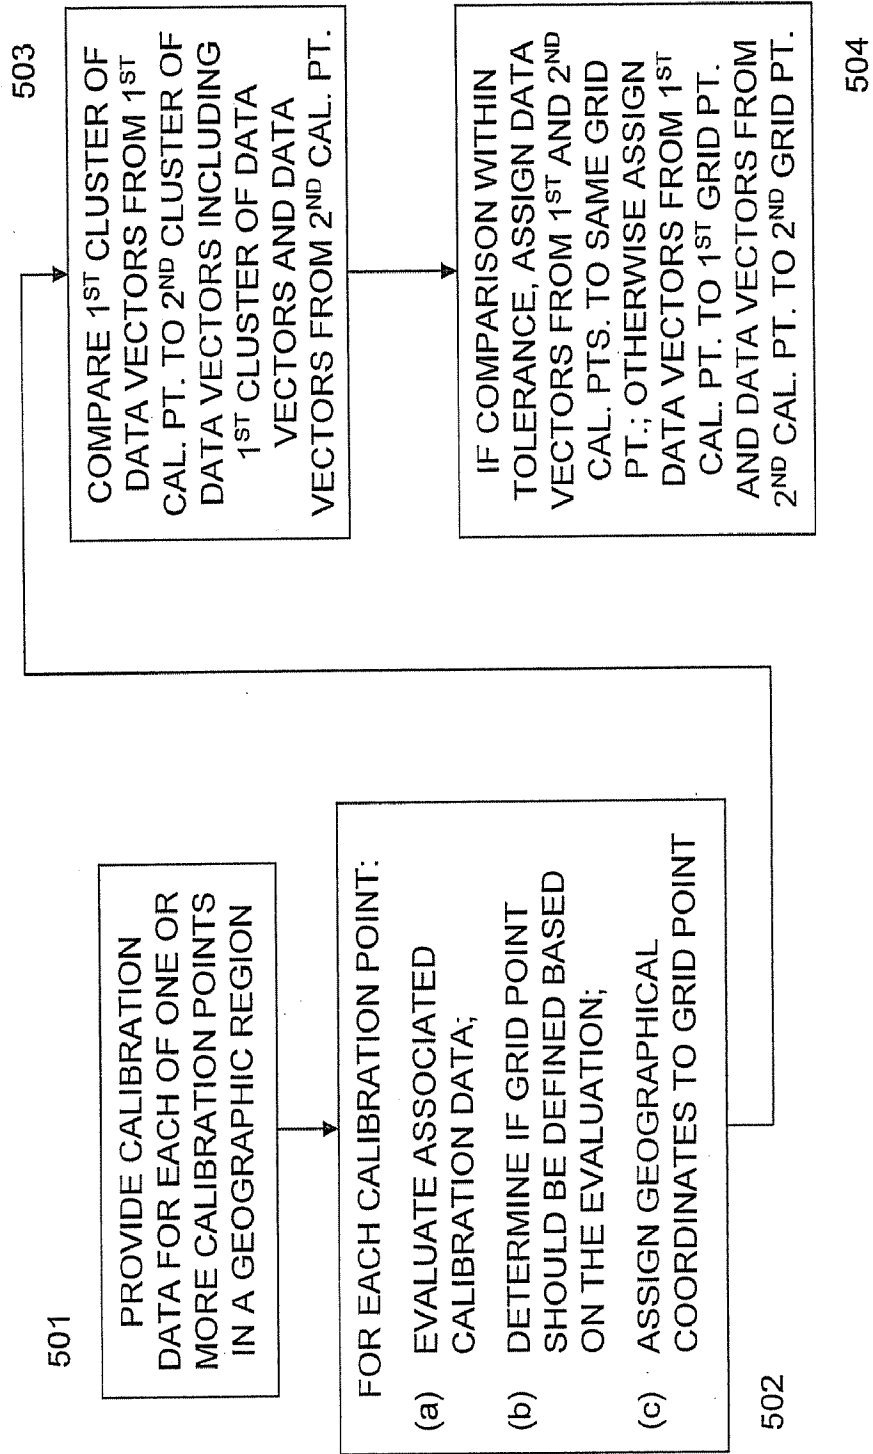 501
PROVIDE CALIBRATION
DATA FOR EACH OF ONE OR
MORE CALIBRATION POINTS
IN A GEOGRAPHIC REGION
FOR EACH CALIBRATION POINT:
(a) EVALUATE ASSOCIATED
CALIBRATION DATA;
(b) DETERMINE IF GRID POINT
SHOULD BE DEFINED BASED
ON THE EVALUATION;
(c) ASSIGN GEOGRAPHICAL
COORDINATES TO GRID POINT
502
503
COMPARE 1ST CLUSTER OF
DATA VECTORS FROM 1ST
CAL. PT. TO 2ND CLUSTER OF
DATA VECTORS INCLUDING
1ST CLUSTER OF DATA
VECTORS AND DATA
VECTORS FROM 2ND CAL. PT.
IF COMPARISON WITHIN
TOLERANCE, ASSIGN DATA
VECTORS FROM 1ST AND 2ND
CAL. PTS. TO SAME GRID
PT.; OTHERWISE ASSIGN
DATA VECTORS FROM 1ST
CAL. PT. TO 1ST GRID PT.
AND DATA VECTORS FROM
2ND CAL. PT. TO 2ND GRID PT.
504